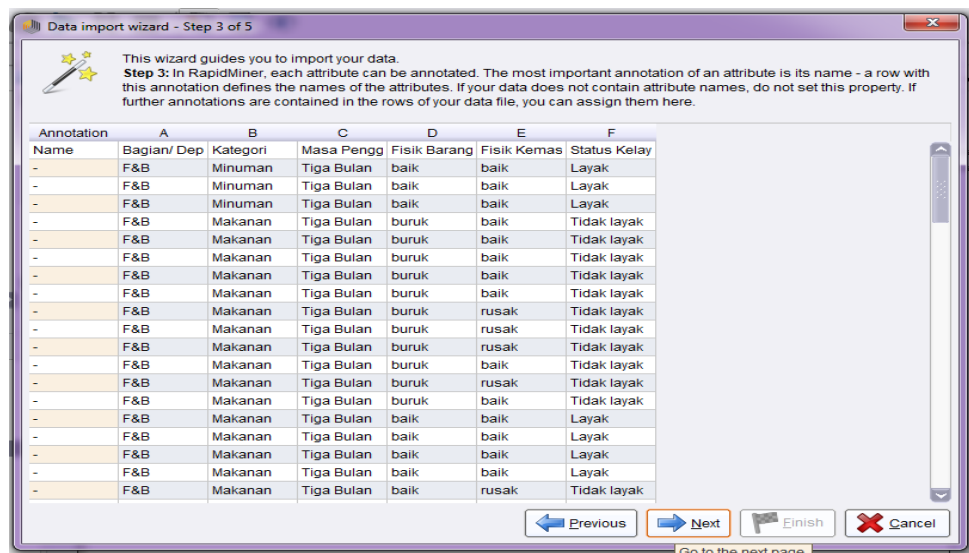 Data import wizard - Step 3 of 5
This wizard guides you to import your data.
Step 3: In RapidMiner, each attribute can be annotated. The most important annotation of an attribute is its name - a row with
this annotation defines the names of the attributes. If your data does not contain attribute names, do not set this property. If
further annotations are contained in the rows of your data file, you can assign them here.
Annotation A B C D E F
Name Bagian/ Dep Kategori Masa Pengg Fisik Barang Fisik Kemas Status Kelay
- F&B Minuman Tiga Bulan baik baik Layak
- F&B Minuman Tiga Bulan baik baik Layak
- F&B Minuman Tiga Bulan baik baik Layak
- F&B Makanan Tiga Bulan buruk baik Tidak layak
- F&B Makanan Tiga Bulan buruk baik Tidak layak
- F&B Makanan Tiga Bulan buruk baik Tidak layak
- F&B Makanan Tiga Bulan buruk baik Tidak layak
- F&B Makanan Tiga Bulan buruk baik Tidak layak
- F&B Makanan Tiga Bulan buruk rusak Tidak layak
- F&B Makanan Tiga Bulan buruk rusak Tidak layak
- F&B Makanan Tiga Bulan buruk rusak Tidak layak
- F&B Makanan Tiga Bulan buruk baik Tidak layak
- F&B Makanan Tiga Bulan buruk rusak Tidak layak
- F&B Makanan Tiga Bulan buruk baik Tidak layak
- F&B Makanan Tiga Bulan baik baik Layak
- F&B Makanan Tiga Bulan baik baik Layak
- F&B Makanan Tiga Bulan baik baik Layak
- F&B Makanan Tiga Bulan baik baik Layak
- F&B Makanan Tiga Bulan baik rusak Tidak layak
Previous Next Finish Cancel
Go to the next page